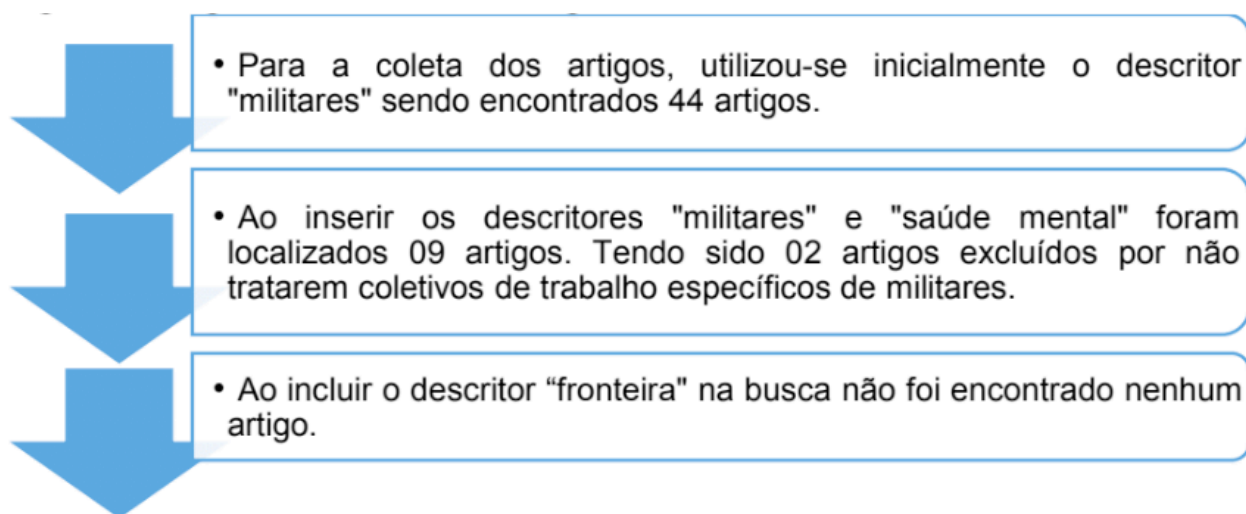 • Para a coleta dos artigos, utilizou-se inicialmente o descritor
"militares" sendo encontrados 44 artigos.
• Ao inserir os descritores "militares" e "saúde mental" foram
localizados 09 artigos. Tendo sido 02 artigos excluídos por não
tratarem coletivos de trabalho específicos de militares.
• Ao incluir o descritor “fronteira" na busca não foi encontrado nenhum
artigo.